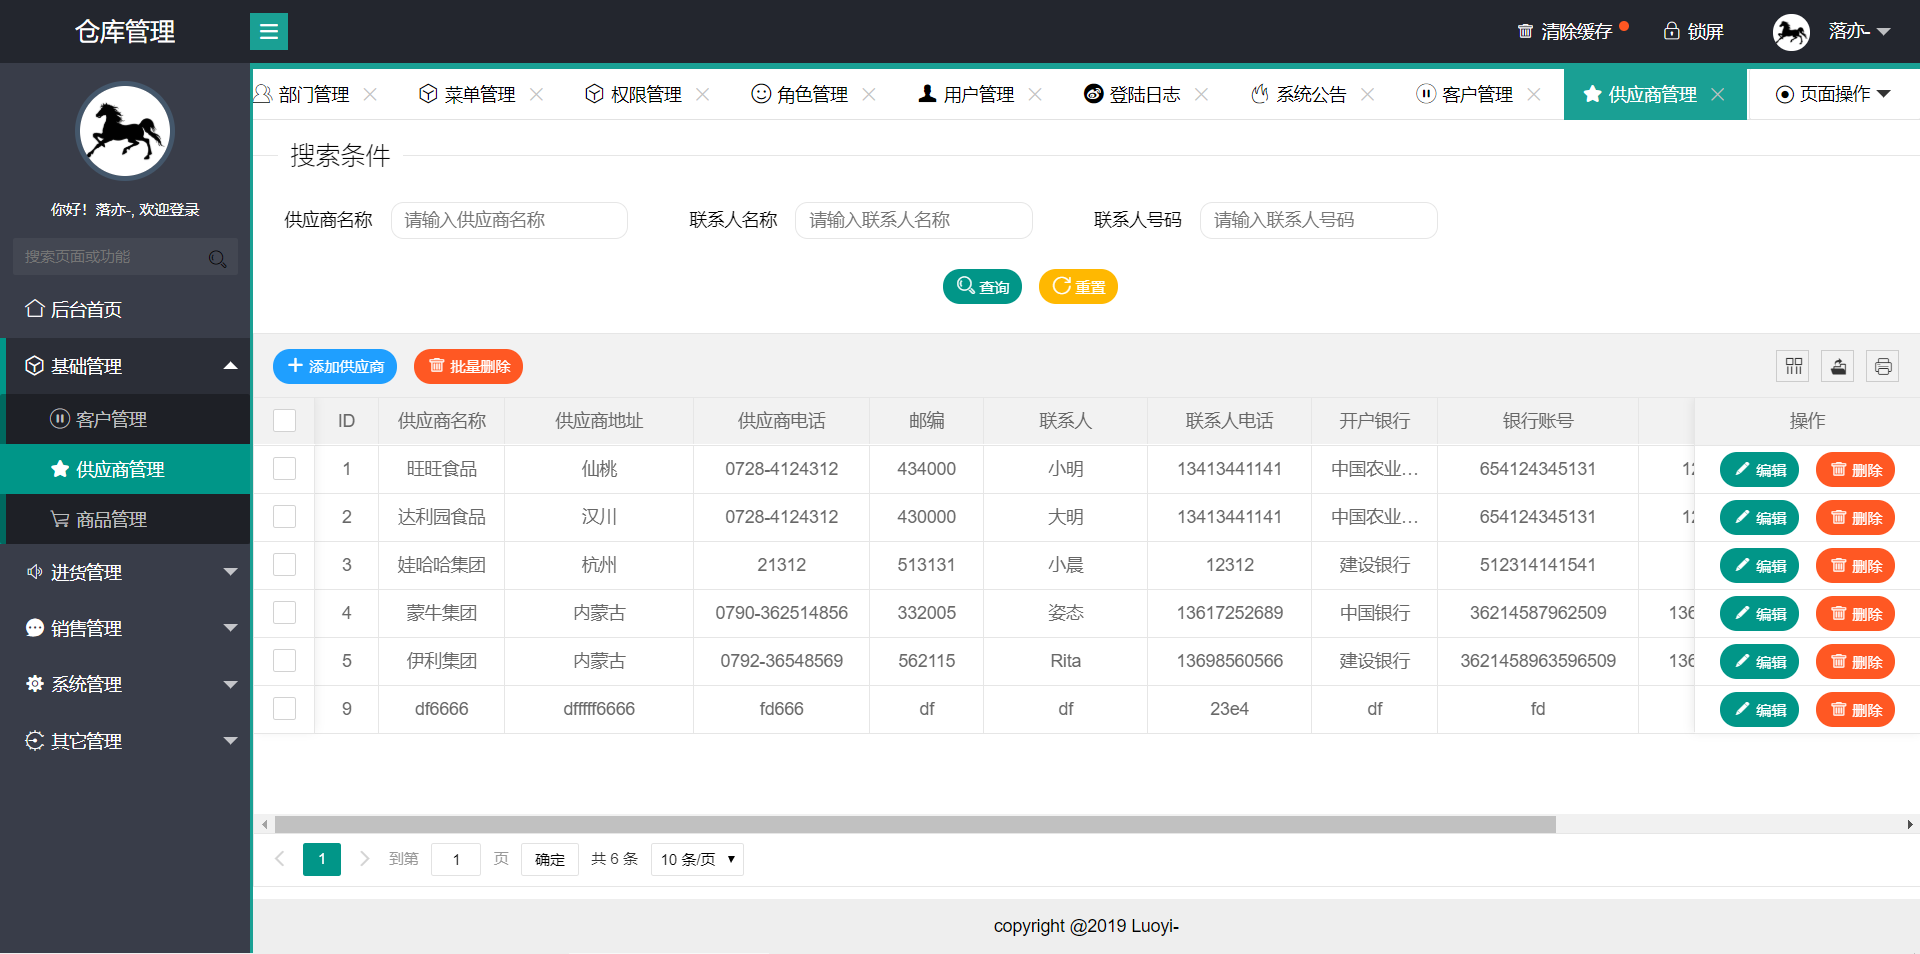 仓库管理
清除缓存
锁屏
落亦-
你好！落亦-, 欢迎登录
搜索页面或功能
后台首页
基础管理
客户管理
供应商管理
商品管理
进货管理
销售管理
系统管理
其它管理
部门管理 菜单管理 权限管理 角色管理 用户管理 登陆日志 系统公告 客户管理 供应商管理 页面操作
搜索条件
供应商名称 请输入供应商名称 联系人名称 请输入联系人名称 联系人号码 请输入联系人号码
查询 重置
添加供应商 批量删除
ID 供应商名称 供应商地址 供应商电话 邮编 联系人 联系人电话 开户银行 银行账号 操作
1 旺旺食品 仙桃 0728-4124312 434000 小明 13413441141 中国农业... 654124345131 编辑 删除
2 达利园食品 汉川 0728-4124312 430000 大明 13413441141 中国农业... 654124345131 编辑 删除
3 娃哈哈集团 杭州 21312 513131 小晨 12312 建设银行 512314141541 编辑 删除
4 蒙牛集团 内蒙古 0790-362514856 332005 姿态 13617252689 中国银行 36214587962509 136 编辑 删除
5 伊利集团 内蒙古 0792-36548569 562115 Rita 13698560566 建设银行 3621458963596509 136 编辑 删除
9 df6666 dfffff6666 fd666 df df 23e4 df fd 编辑 删除
1 到第 1 页 确定 共 6 条 10 条/页
copyright @2019 Luoyi-